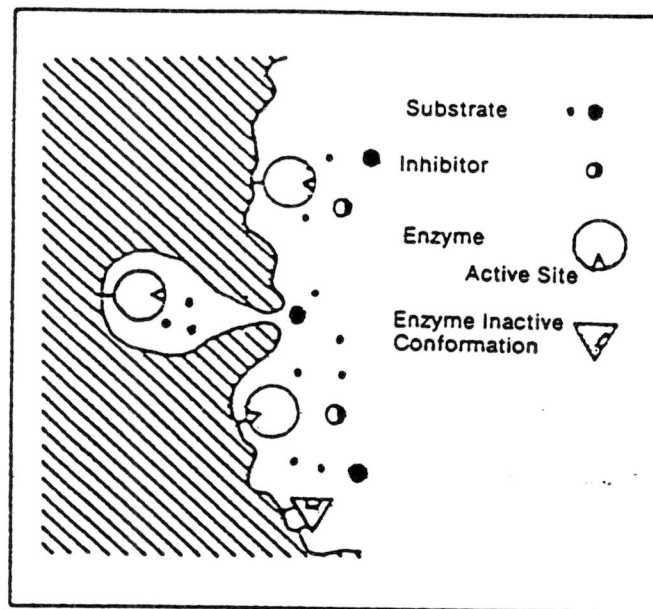 Substrate
Inhibitor
Enzyme
Active Site
Enzyme Inactive
Conformation